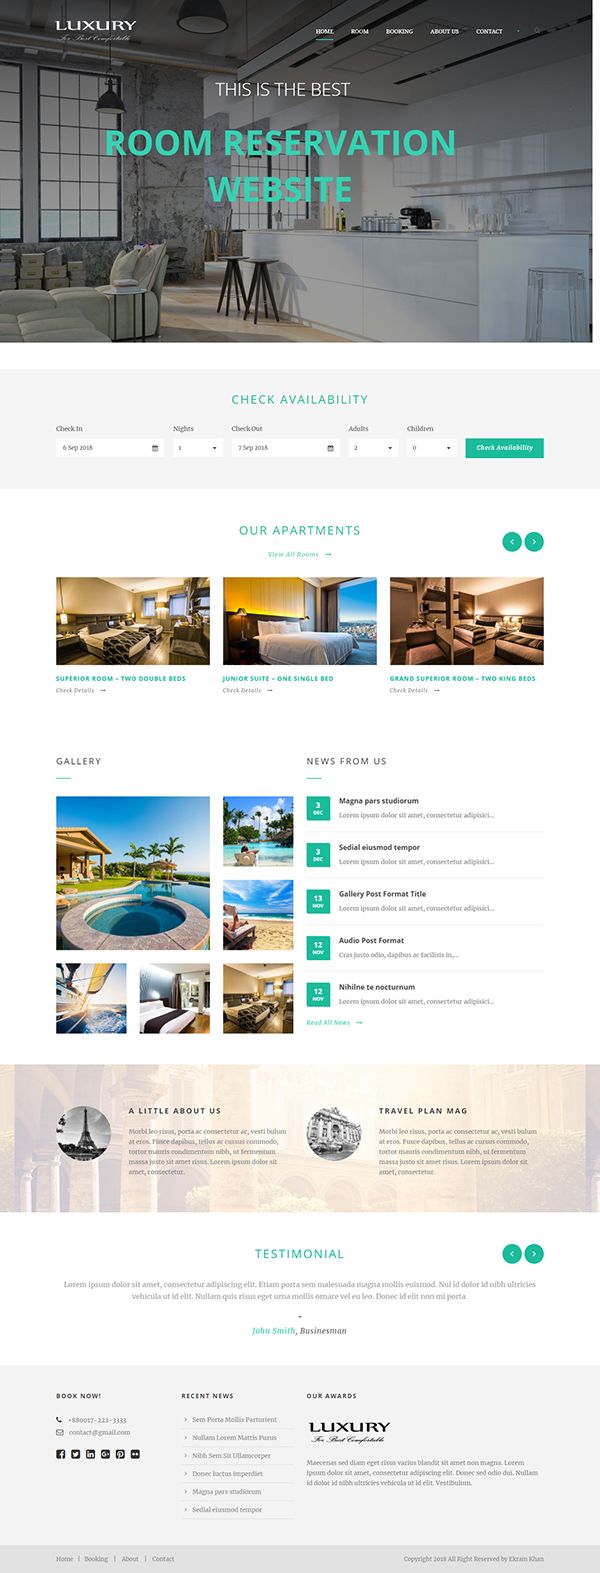 LUXURY
For Best Comfortable
HOME
ROOM
BOOKING
ABOUT US
CONTACT
THIS IS THE BEST
ROOM RESERVATION
WEBSITE
CHECK AVAILABILITY
Check In
Nights
Check Out
Adults
Children
6 Sep 2018
1
7 Sep 2018
2
0
Check Availability
OUR APARTMENTS
View All Rooms
SUPERIOR ROOM – TWO DOUBLE BEDS
Check Details
JUNIOR SUITE – ONE SINGLE BED
Check Details
GRAND SUPERIOR ROOM – TWO KING BEDS
Check Details
GALLERY
NEWS FROM US
3
DEC
Magna pars studiorum
Lorem ipsum dolor sit amet, consectetur adipisici...
3
DEC
Sedial eiusmod tempor
Lorem ipsum dolor sit amet, consectetur adipisici...
13
NOV
Gallery Post Format Title
Lorem ipsum dolor sit amet, consectetur adipisici...
12
NOV
Audio Post Format
Cras justo odio, dapibus ac facilisis in,...
12
NOV
Nihilne te nocturnum
Lorem ipsum dolor sit amet, consectetur adipisici...
Read All News
A LITTLE ABOUT US
Morbi leo risus, porta ac consectetur ac, vesti bulum
at eros. Fusce dapibus, tellus ac cursus commodo,
tortor mauris condimentum nibh, ut fermentum
massa justo sit amet risus. Lorem ipsum dolor sit
amet, consectetur.
TRAVEL PLAN MAG
Morbi leo risus, porta ac consectetur ac, vesti bulum
at eros. Fusce dapibus, tellus ac cursus commodo,
tortor mauris condimentum nibh, ut fermentum
massa justo sit amet risus. Lorem ipsum dolor sit
amet, consectetur.
TESTIMONIAL
Lorem ipsum dolor sit amet, consectetur adipiscing elit. Etiam porta sem malesuada magna mollis euismod. Nul id dolor id nibh ultricies
vehicula ut id elit. Nullam quis risus eget urna mollis ornare vel eu leo. Donec id elit non mi porta.
-
John Smith, Businesman
BOOK NOW!
+880017-222-3333
contact@gmail.com
RECENT NEWS
Sem Porta Mollis Parturient
Nullam Lorem Mattis Purus
Nibh Sem Sit Ullamcorper
Donec luctus imperdiet
Magna pars studiorum
Sedial eiusmod tempor
OUR AWARDS
LUXURY
For Best Comfortable
Maecenas sed diam eget risus varius blandit sit amet non magna. Lorem
ipsum dolor sit amet, consectetur adipiscing elit. Donec sed odio dui. Nullam
id dolor id nibh ultricies vehicula ut id elit. Vestibulum.
Home | Booking | About | Contact
Copyright 2018 All Right Reserved by Ekram Khan